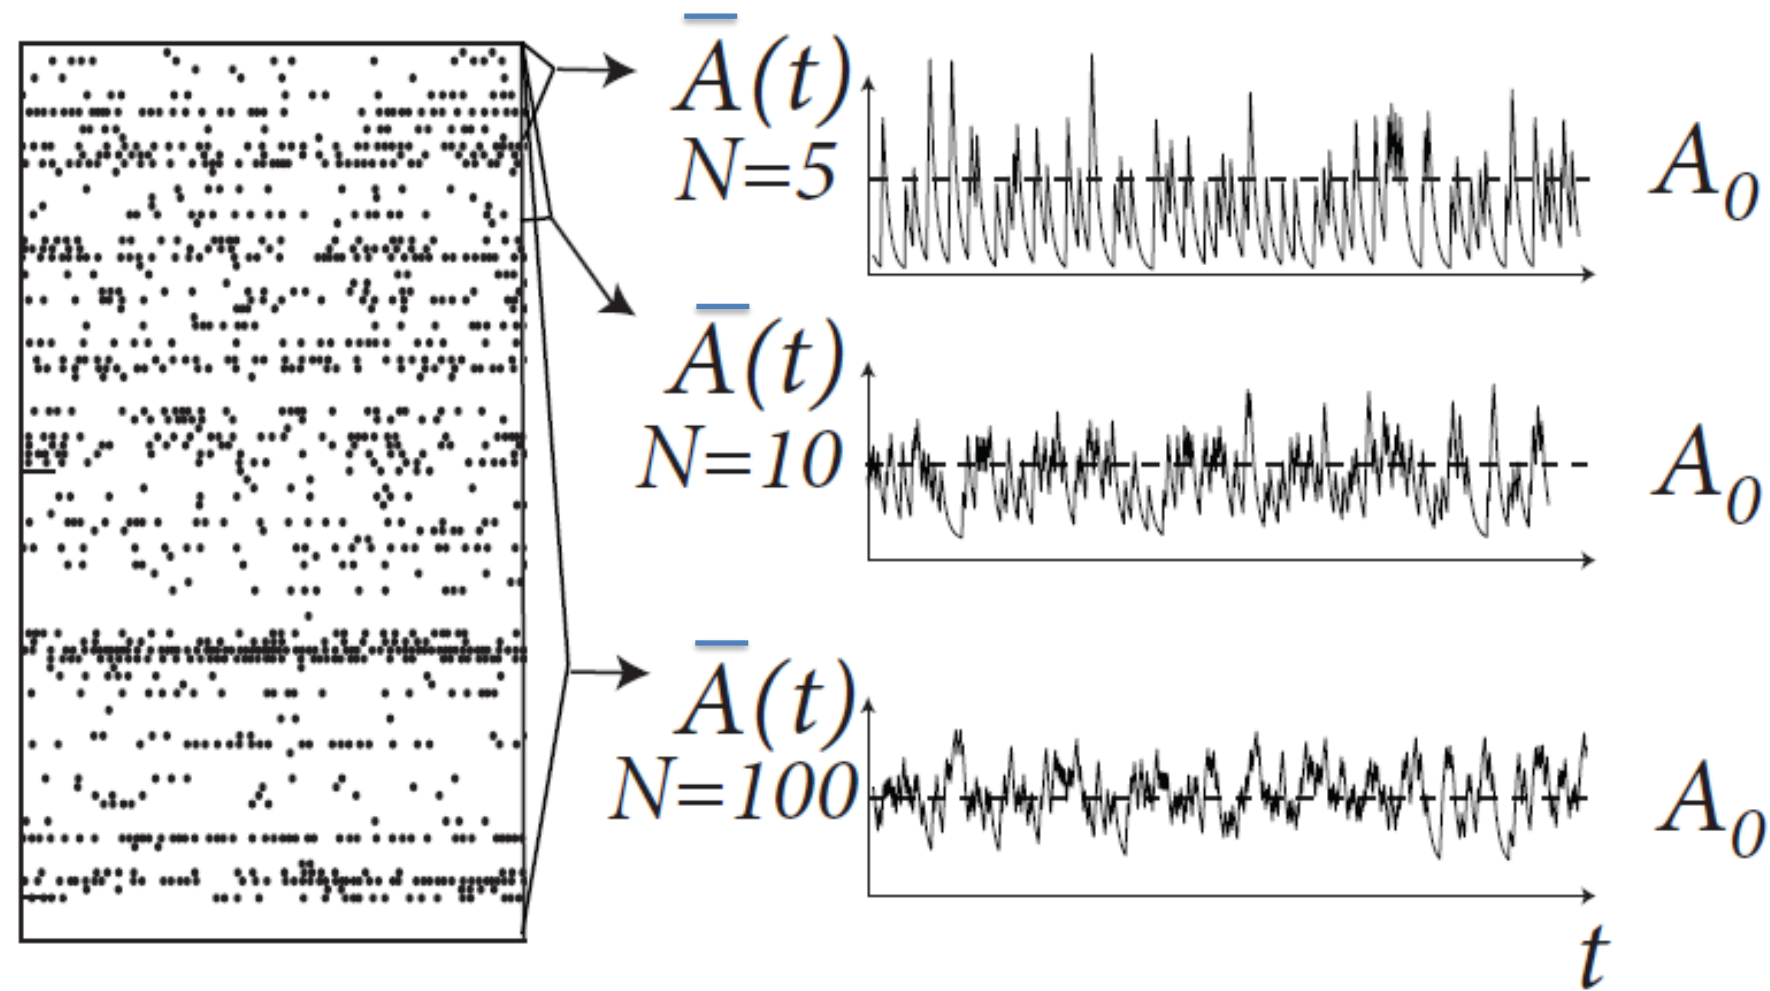 A̅(t)
N=5
A₀
A̅(t)
N=10
A₀
A̅(t)
N=100
A₀
t